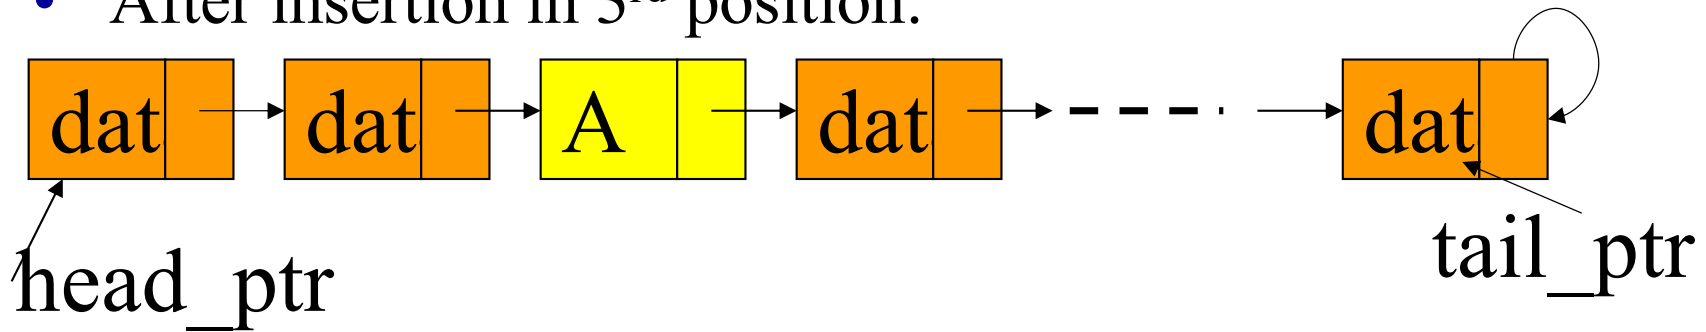 • After insertion in 3rd position.
dat dat A dat dat
head_ptr tail_ptr